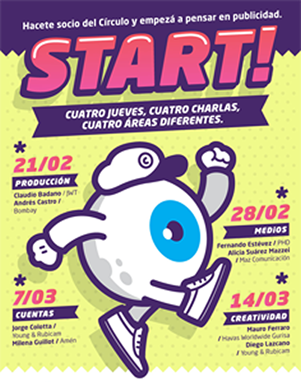 Hacete socio del Círculo y empezá a pensar en publicidad.
START!
CUATRO JUEVES, CUATRO CHARLAS,
CUATRO ÁREAS DIFERENTES.
21/02
PRODUCCIÓN
Claudio Badano / JWT
Andrés Castro /
Bombay
28/02
MEDIOS
Fernando Estévez / PHD
Alicia Suárez Mazzei
/ Maz Comunicación
7/03
CUENTAS
Jorge Coletta /
Young & Rubicam
Milena Guillot / Amén
14/03
CREATIVIDAD
Mauro Ferraro
/ Havas Worldwide Gurisa
Diego Lazcano
/ Young & Rubicam